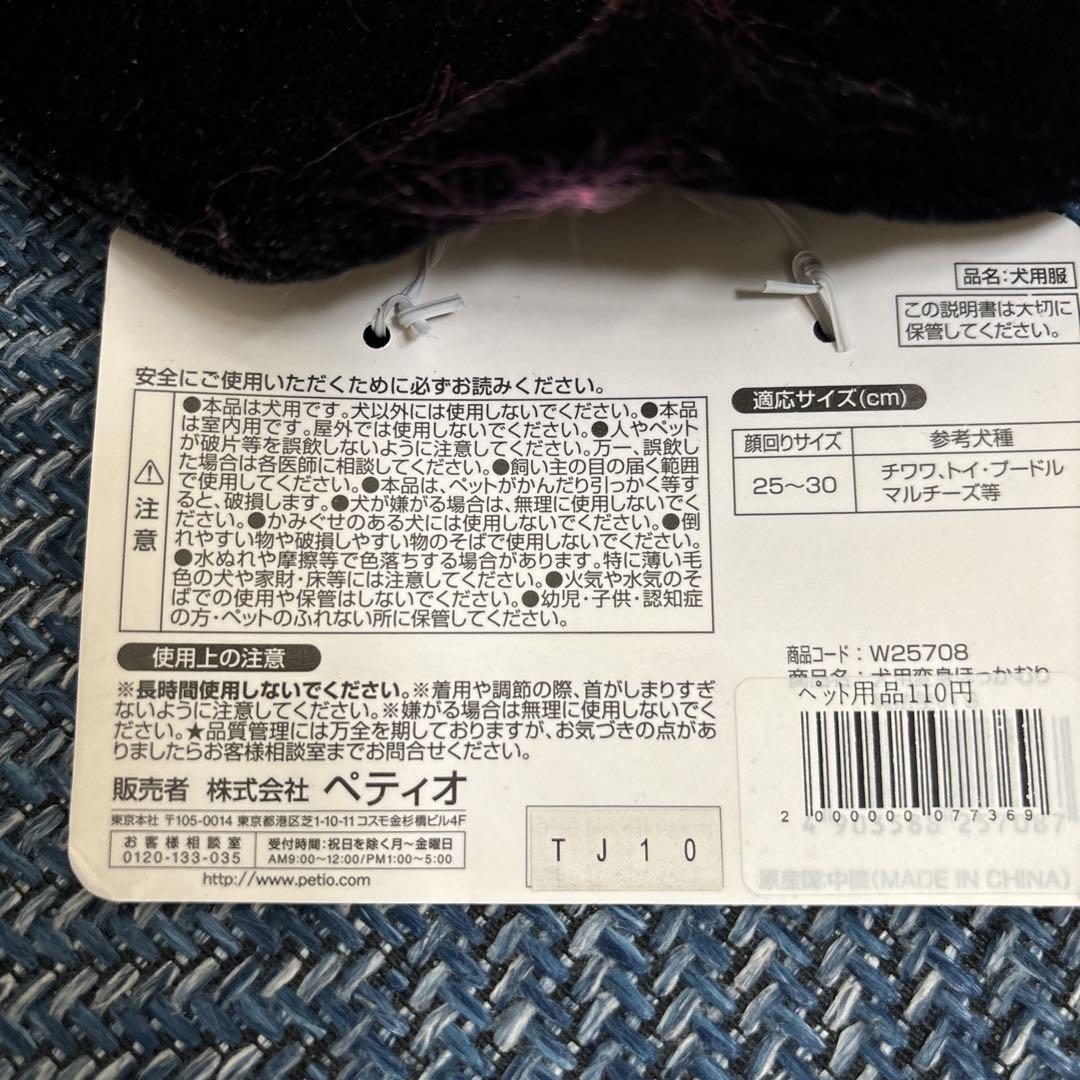 品名:犬用服
この説明書は大切に
保管してください。
安全にご使用いただくために必ずお読みください。
注意
●本品は犬用です。犬以外には使用しないでください。●本品
は室内用です。屋外では使用しないでください。●人やペット
が破片等を誤飲しないように注意してください。万一、誤飲し
た場合は各医師に相談してください。●飼い主の目の届く範囲
で使用してください。●本品は、ペットがかんだり引っかく等す
ると、破損します。●犬が嫌がる場合は、無理に使用しないでく
ださい。●かみぐせのある犬には使用しないでください。●倒
れやすい物や破損しやすい物のそばで使用しないでください。
●水ぬれや摩擦等で色落ちする場合があります。特に薄い毛
色の犬や家財・床等には注意してください。●火気や水気のそ
ばでの使用や保管はしないでください。●幼児・子供・認知症
の方・ペットのふれない所に保管してください。
適応サイズ(cm)
顔回りサイズ 参考犬種
25〜30 チワワ、トイ・プードル
マルチーズ等
使用上の注意
※長時間使用しないでください。※着用や調節の際、首がしまりすぎ
ないように注意してください。※嫌がる場合は無理に使用しないでく
ださい。★品質管理には万全を期しておりますが、お気づきの点があ
りましたらお客様相談室までお問合せください。
販売者 株式会社 ペティオ
東京本社 〒105-0014 東京都港区芝1-10-11 コスモ金杉橋ビル4F
お客様相談室
0120-133-035
受付時間:祝日を除く月〜金曜日
AM9:00〜12:00/PM1:00〜5:00
http://www.petio.com
TJ10
商品コード:W25708
商品名:犬用変身ほっかむり
ペット用品110円
2 000000 077369
4 903588 257087
原産国:中国(MADE IN CHINA)